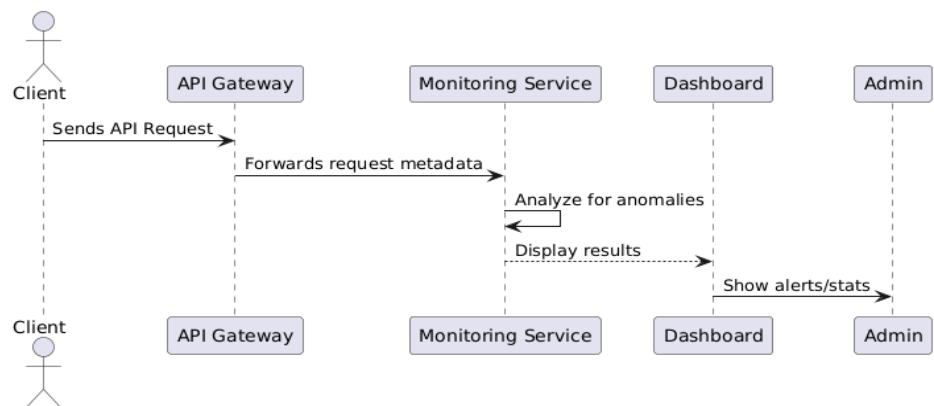 Client
API Gateway
Monitoring Service
Dashboard
Admin
Sends API Request
Forwards request metadata
Analyze for anomalies
Display results
Show alerts/stats
Client
API Gateway
Monitoring Service
Dashboard
Admin